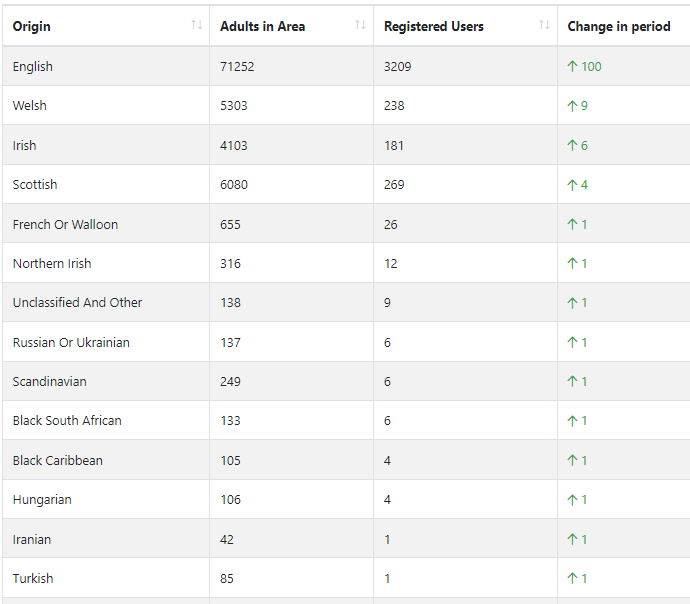 Origin Adults in Area Registered Users Change in period
English 71252 3209 ↑ 100
Welsh 5303 238 ↑ 9
Irish 4103 181 ↑ 6
Scottish 6080 269 ↑ 4
French Or Walloon 655 26 ↑ 1
Northern Irish 316 12 ↑ 1
Unclassified And Other 138 9 ↑ 1
Russian Or Ukrainian 137 6 ↑ 1
Scandinavian 249 6 ↑ 1
Black South African 133 6 ↑ 1
Black Caribbean 105 4 ↑ 1
Hungarian 106 4 ↑ 1
Iranian 42 1 ↑ 1
Turkish 85 1 ↑ 1